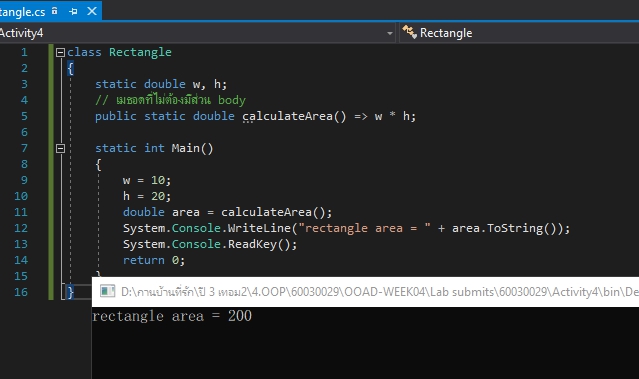 tangle.cs
Activity4
Rectangle
1 class Rectangle
2 {
3 static double w, h;
4 // เมธอดที่ไม่ต้องมีส่วน body
5 public static double calculateArea() => w * h;
6
7 static int Main()
8 {
9 w = 10;
10 h = 20;
11 double area = calculateArea();
12 System.Console.WriteLine("rectangle area = " + area.ToString());
13 System.Console.ReadKey();
14 return 0;
15 }
16 }
D:\งานบ้านที่รัก\ปี 3 เทอม2\4.OOP\60030029\OOAD-WEEK04\Lab submits\60030029\Activity4\bin\De
rectangle area = 200